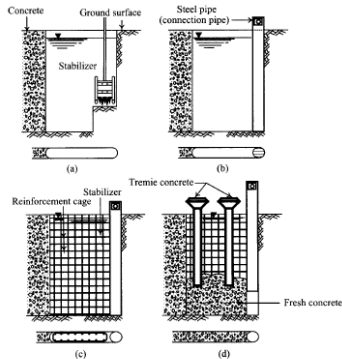 Concrete
Ground surface
Stabilizer
(a)
Steel pipe
(connection pipe)
(b)
Stabilizer
Reinforcement cage
(c)
Tremie concrete
Fresh concrete
(d)